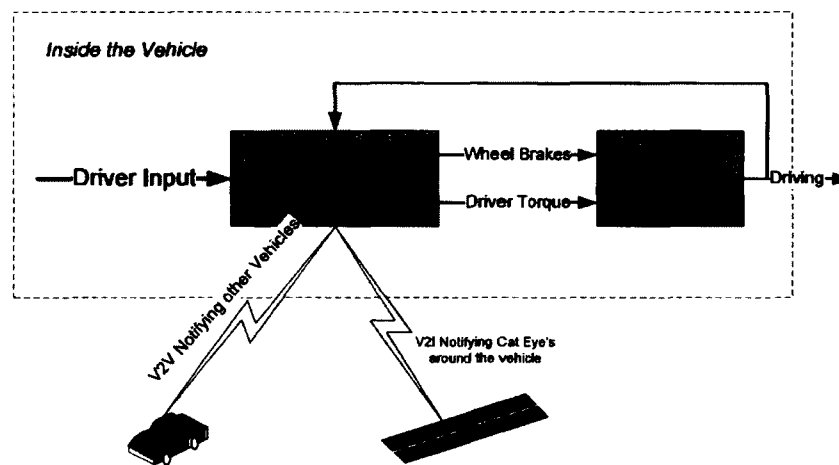 Inside the Vehicle
Driver Input
Wheel Brakes
Driver Torque
Driving
V2V Notifying other Vehicles
V2I Notifying Cat Eye's
around the vehicle